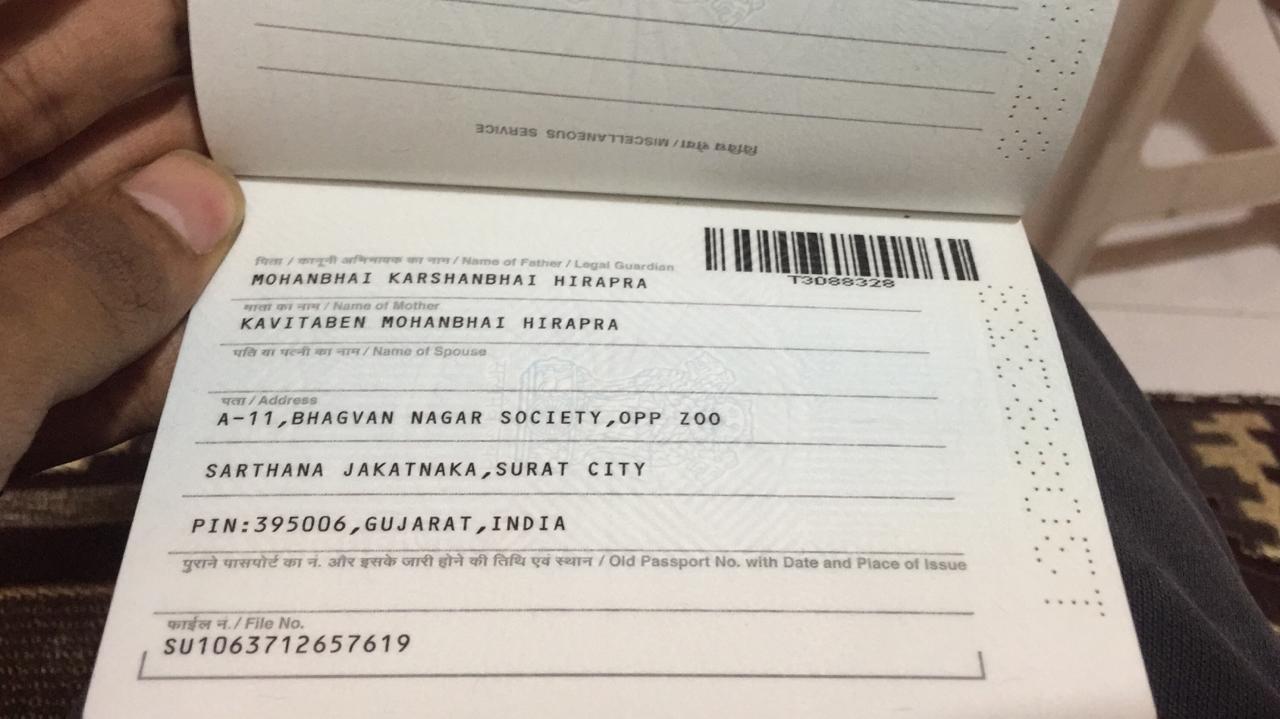 विविध सेवा / MISCELLANEOUS SERVICE
पिता / कानूनी अभिभावक का नाम / Name of Father / Legal Guardian
MOHANBHAI KARSHANBHAI HIRAPRA
T3088328
माता का नाम / Name of Mother
KAVITABEN MOHANBHAI HIRAPRA
पति या पत्नी का नाम / Name of Spouse
पता / Address
A-11,BHAGVAN NAGAR SOCIETY,OPP ZOO
SARTHANA JAKATNAKA,SURAT CITY
PIN:395006,GUJARAT,INDIA
पुराने पासपोर्ट का नं. और इसके जारी होने की तिथि एवं स्थान / Old Passport No. with Date and Place of Issue
फाईल नं. / File No.
SU1063712657619